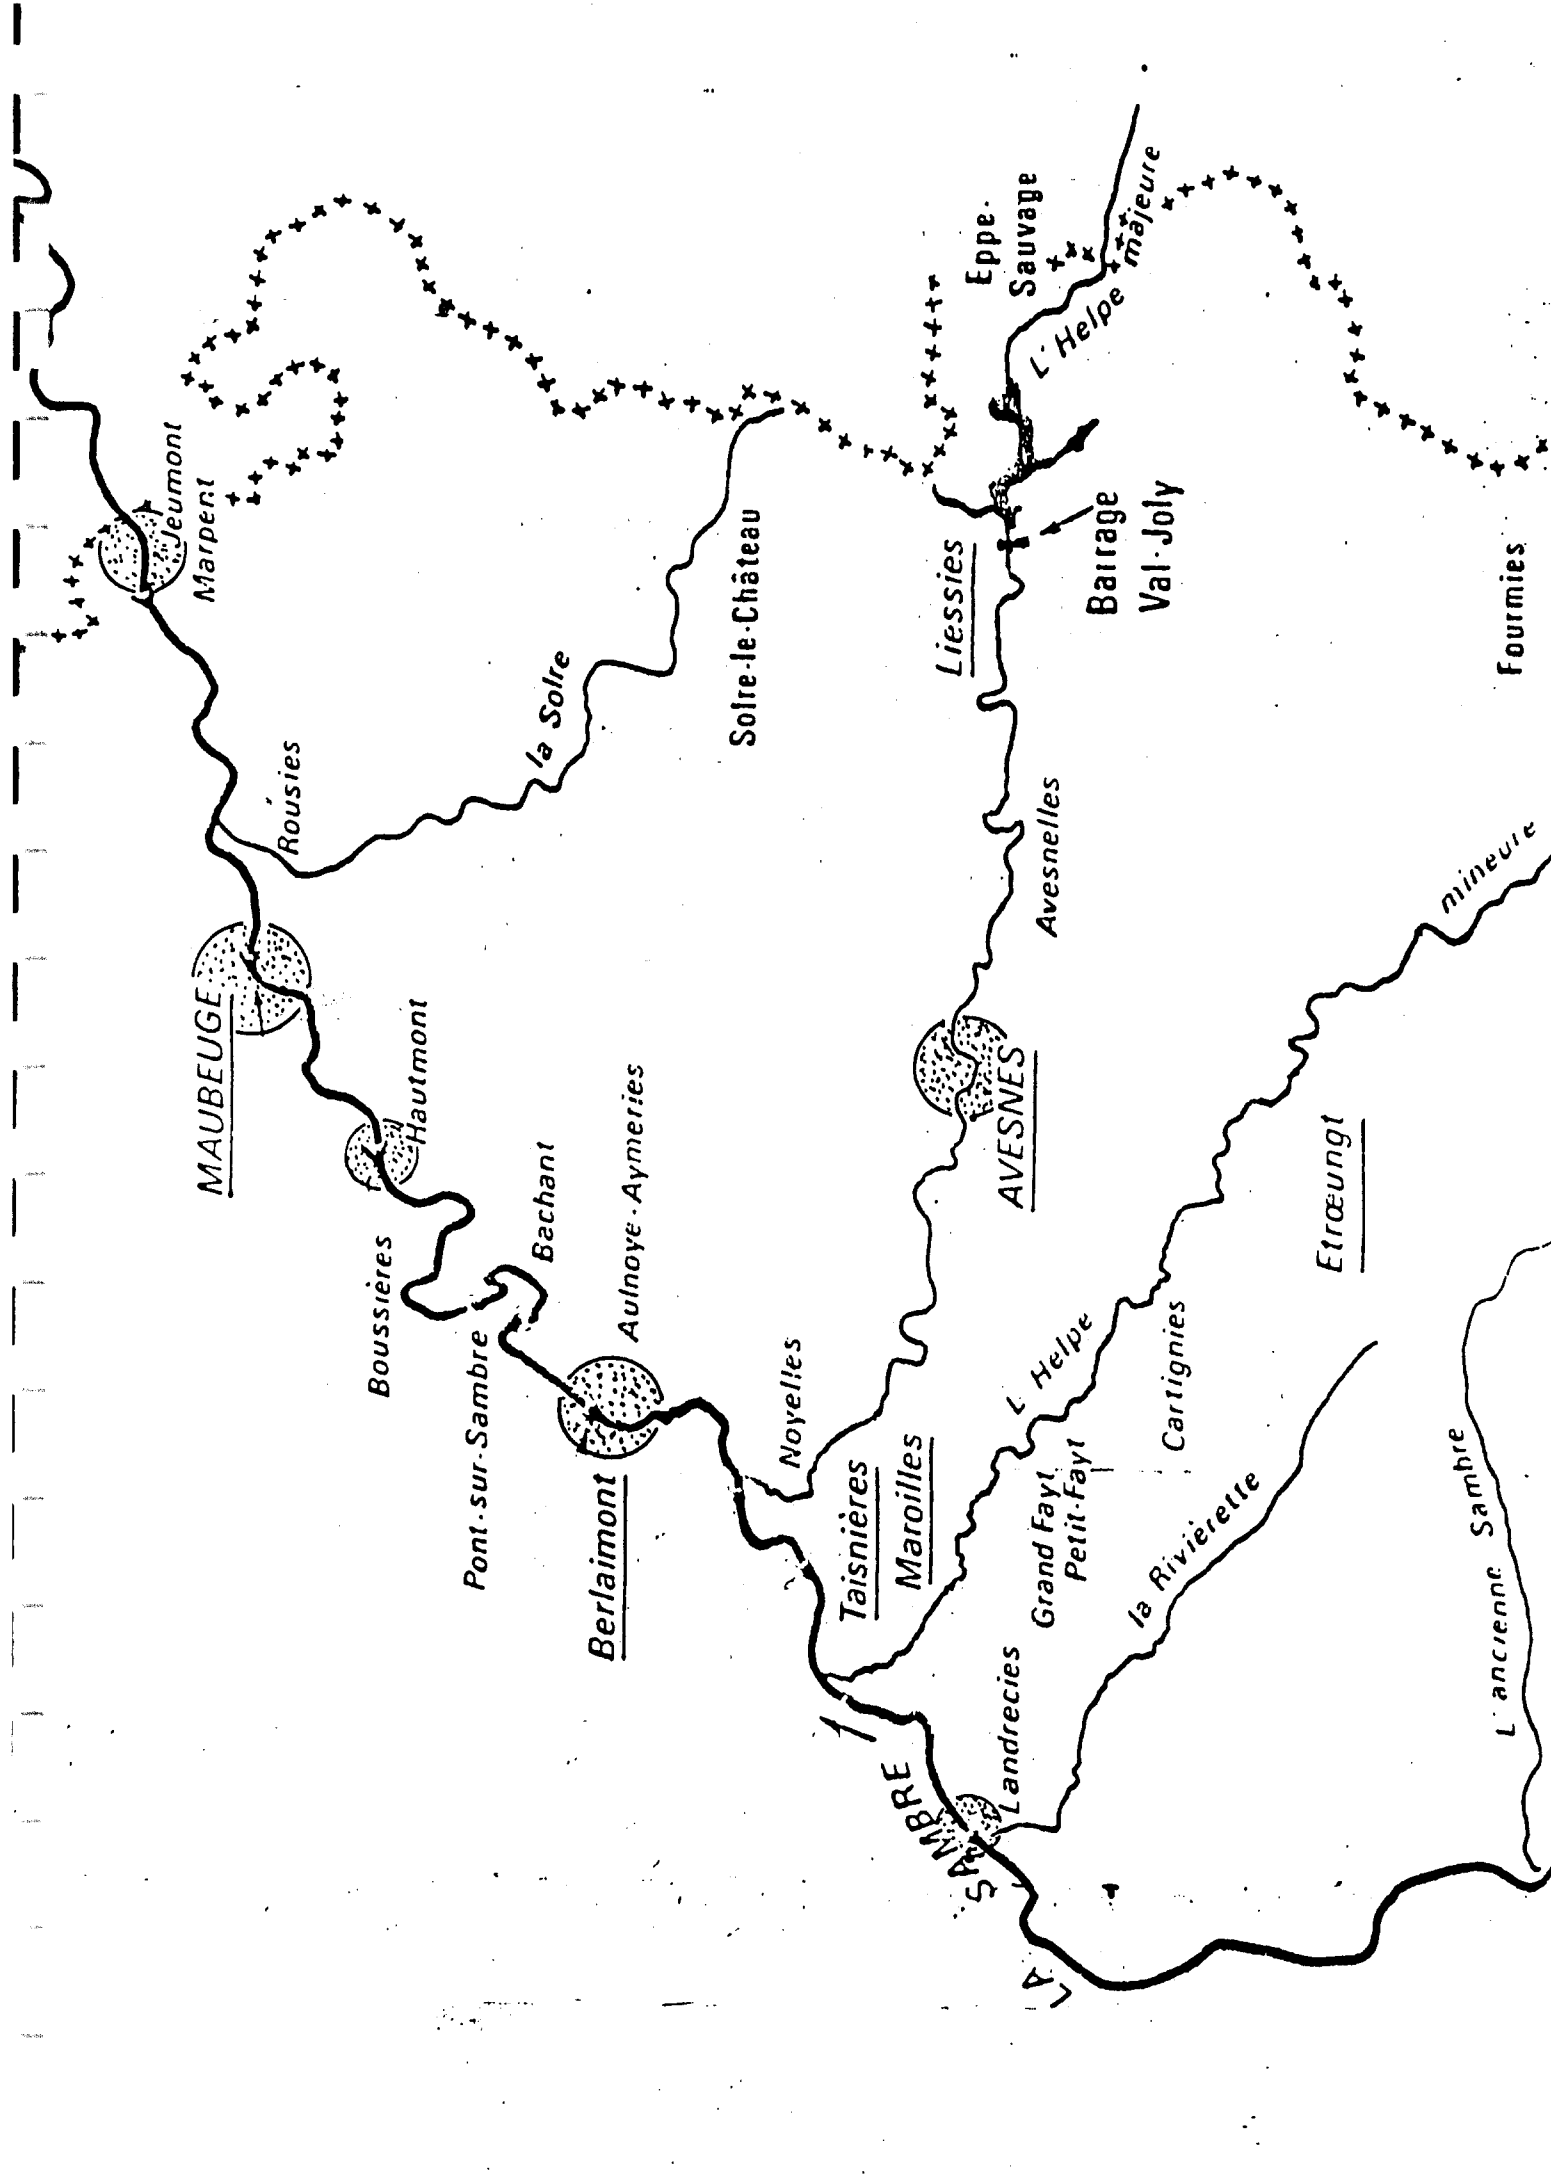 Jeumont
Marpent
MAUBEUGE
Rousies
Hautmont
Boussières
la Solre
Pont-sur-Sambre
Bachant
Aulnoye-Aymeries
Berlaimont
Solre-le-Château
Noyelles
Taisnières
Maroilles
LA SAMBRE
Landrecies
Grand Fayt
Petit-Fayt
AVESNES
Avesnelles
Liessies
Barrage
Val-Joly
Eppe-
Sauvage
L'Helpe majeure
L'Helpe mineure
Cartignies
la Rivièrette
Etrœungt
Fourmies
L'ancienne Sambre